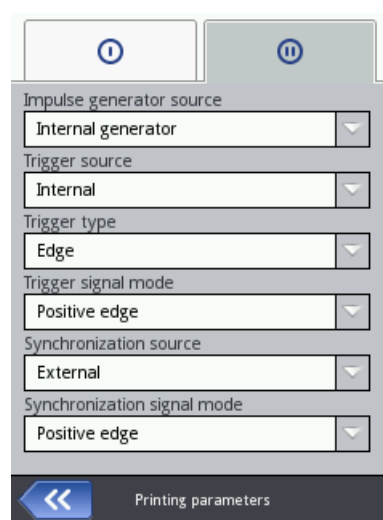 Impulse generator source
Internal generator
Trigger source
Internal
Trigger type
Edge
Trigger signal mode
Positive edge
Synchronization source
External
Synchronization signal mode
Positive edge
Printing parameters